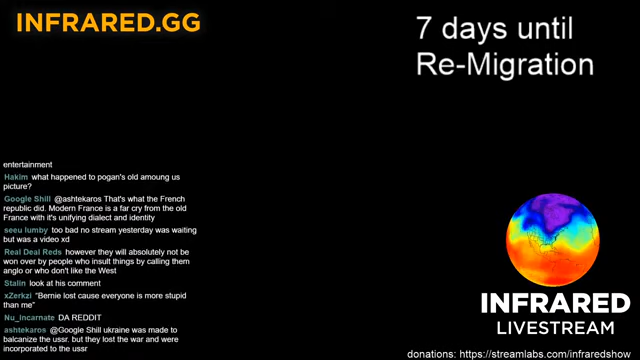 INFRARED.GG
7 days until
Re-Migration
entertainment
Hakim what happened to pogan's old amoung us
picture?
Google Shill @ashtekaros That's what the French
republic did. Modern France is a far cry from the old
France with it's unifying dialect and identity
seeu lumby too bad no stream yesterday was waiting
but was a video xd
Real Deal Reds however they will absolutely not be
won over by people who insult things by calling them
anglo or who don't like the West
Stalin look at his comment
xZerkzi "Bernie lost cause everyone is more stupid
than me"
Nu_Incarnate DA REDDIT
ashtekaros @Google Shill ukraine was made to
balcanize the ussr. but they lost the war and were
incorporated to the ussr
INFRARED
LIVESTREAM
donations: https://streamlabs.com/infraredshow